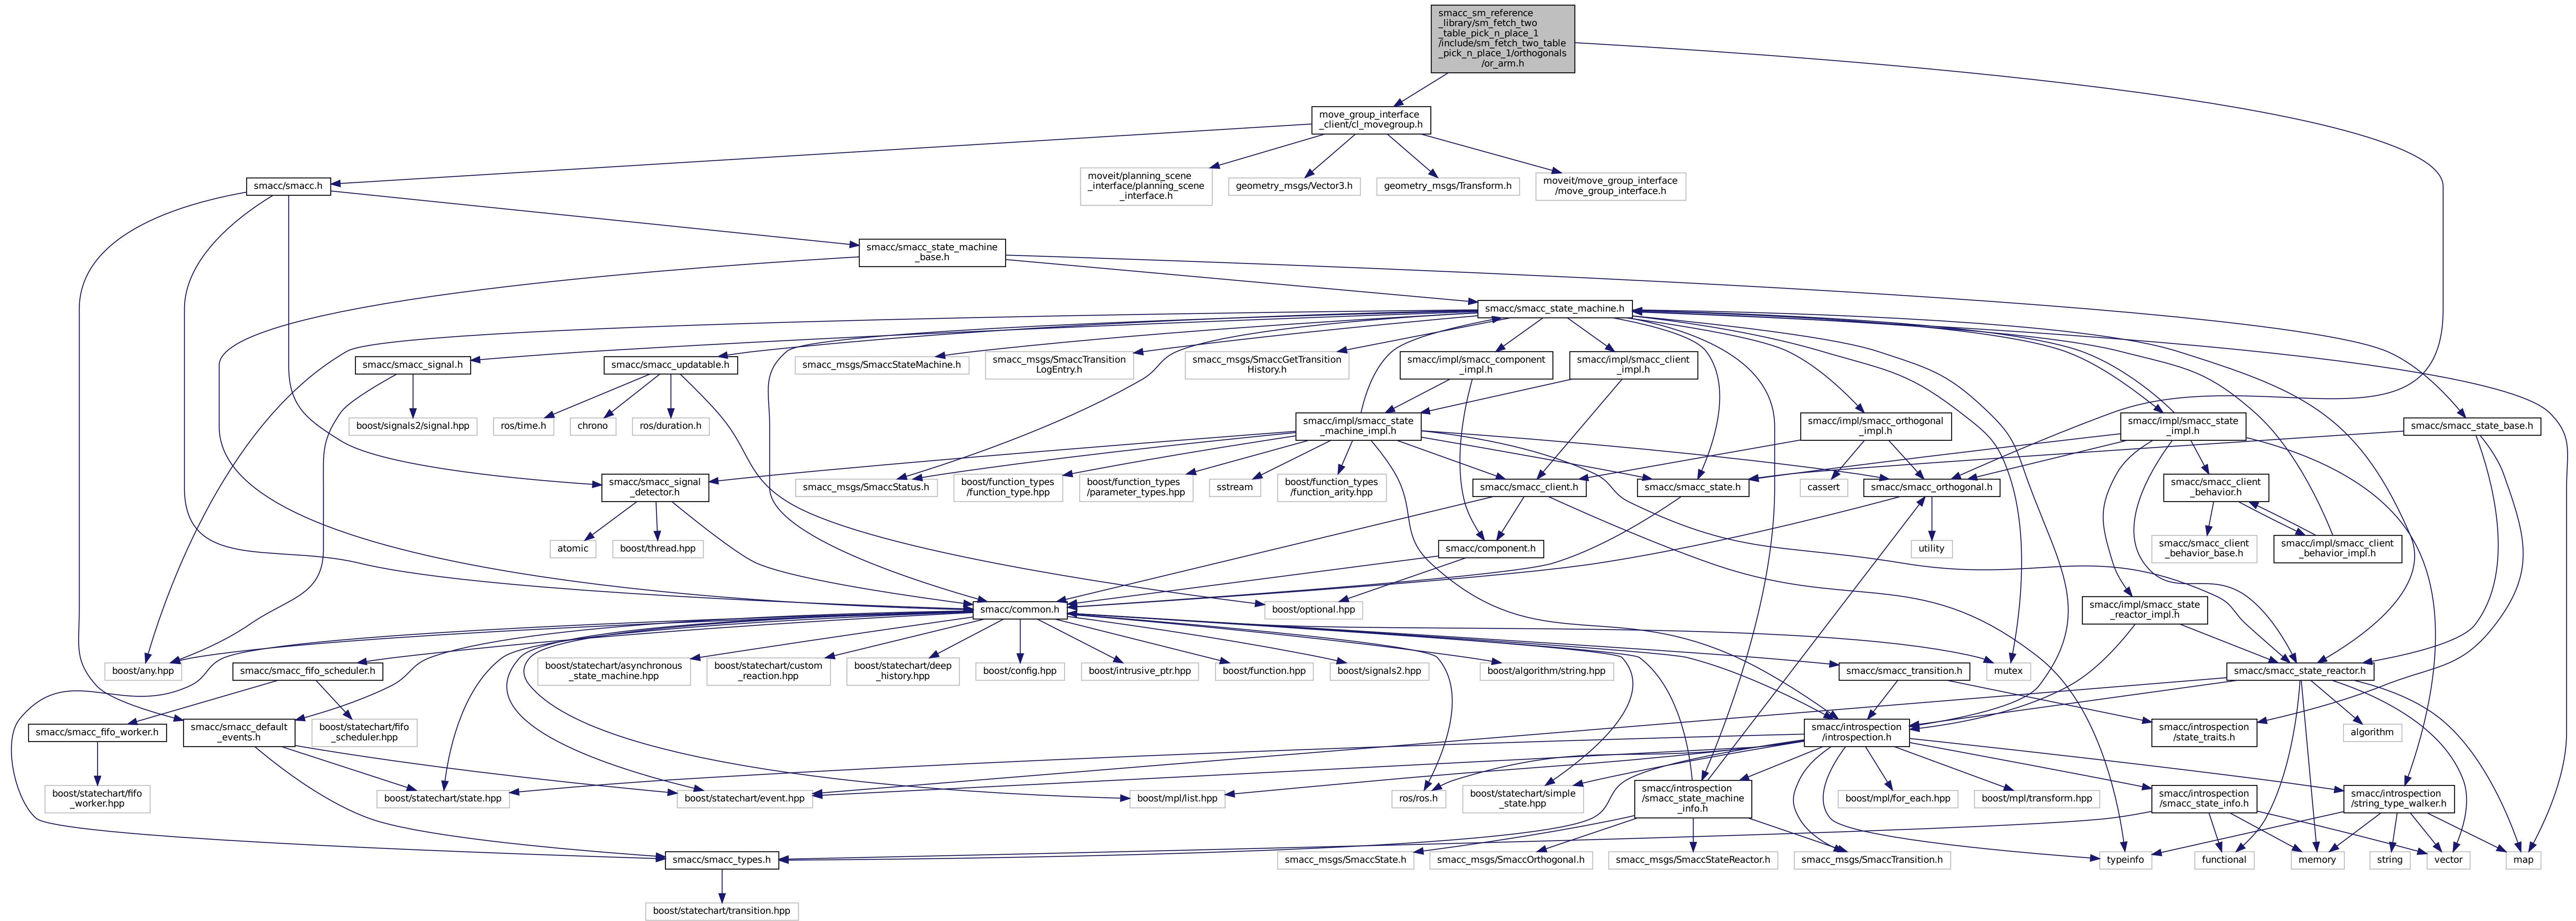 smacc_sm_reference
_library/sm_fetch_two
_table_pick_n_place_1
/include/sm_fetch_two_table
_pick_n_place_1/orthogonals
/or_arm.h
move_group_interface
_client/cl_movegroup.h
smacc/smacc.h
moveit/planning_scene
_interface/planning_scene
_interface.h
geometry_msgs/Vector3.h
geometry_msgs/Transform.h
moveit/move_group_interface
/move_group_interface.h
smacc/smacc_state_machine
_base.h
smacc/smacc_state_machine.h
smacc/smacc_signal.h
smacc/smacc_updatable.h
smacc_msgs/SmaccStateMachine.h
smacc_msgs/SmaccTransition
LogEntry.h
smacc_msgs/SmaccGetTransition
History.h
smacc/impl/smacc_component
_impl.h
smacc/impl/smacc_client
_impl.h
boost/signals2/signal.hpp
ros/time.h
chrono
ros/duration.h
smacc/impl/smacc_state
_machine_impl.h
smacc/impl/smacc_orthogonal
_impl.h
smacc/impl/smacc_state
_impl.h
smacc/smacc_state_base.h
smacc/smacc_signal
_detector.h
smacc_msgs/SmaccStatus.h
boost/function_types
/function_type.hpp
boost/function_types
/parameter_types.hpp
sstream
boost/function_types
/function_arity.hpp
smacc/smacc_client.h
smacc/smacc_state.h
cassert
smacc/smacc_orthogonal.h
smacc/smacc_client
_behavior.h
atomic
boost/thread.hpp
smacc/component.h
utility
smacc/smacc_client
_behavior_base.h
smacc/impl/smacc_client
_behavior_impl.h
smacc/common.h
boost/optional.hpp
smacc/impl/smacc_state
_reactor_impl.h
boost/any.hpp
smacc/smacc_fifo_scheduler.h
boost/statechart/asynchronous
_state_machine.hpp
boost/statechart/custom
_reaction.hpp
boost/statechart/deep
_history.hpp
boost/config.hpp
boost/intrusive_ptr.hpp
boost/function.hpp
boost/signals2.hpp
boost/algorithm/string.hpp
smacc/smacc_transition.h
mutex
smacc/smacc_state_reactor.h
smacc/smacc_fifo_worker.h
smacc/smacc_default
_events.h
boost/statechart/fifo
_scheduler.hpp
smacc/introspection
/introspection.h
smacc/introspection
/state_traits.h
algorithm
boost/statechart/fifo
_worker.hpp
boost/statechart/state.hpp
boost/statechart/event.hpp
boost/mpl/list.hpp
ros/ros.h
boost/statechart/simple
_state.hpp
smacc/introspection
/smacc_state_machine
_info.h
boost/mpl/for_each.hpp
boost/mpl/transform.hpp
smacc/introspection
/smacc_state_info.h
smacc/introspection
/string_type_walker.h
smacc/smacc_types.h
smacc_msgs/SmaccState.h
smacc_msgs/SmaccOrthogonal.h
smacc_msgs/SmaccStateReactor.h
smacc_msgs/SmaccTransition.h
typeinfo
functional
memory
string
vector
map
boost/statechart/transition.hpp